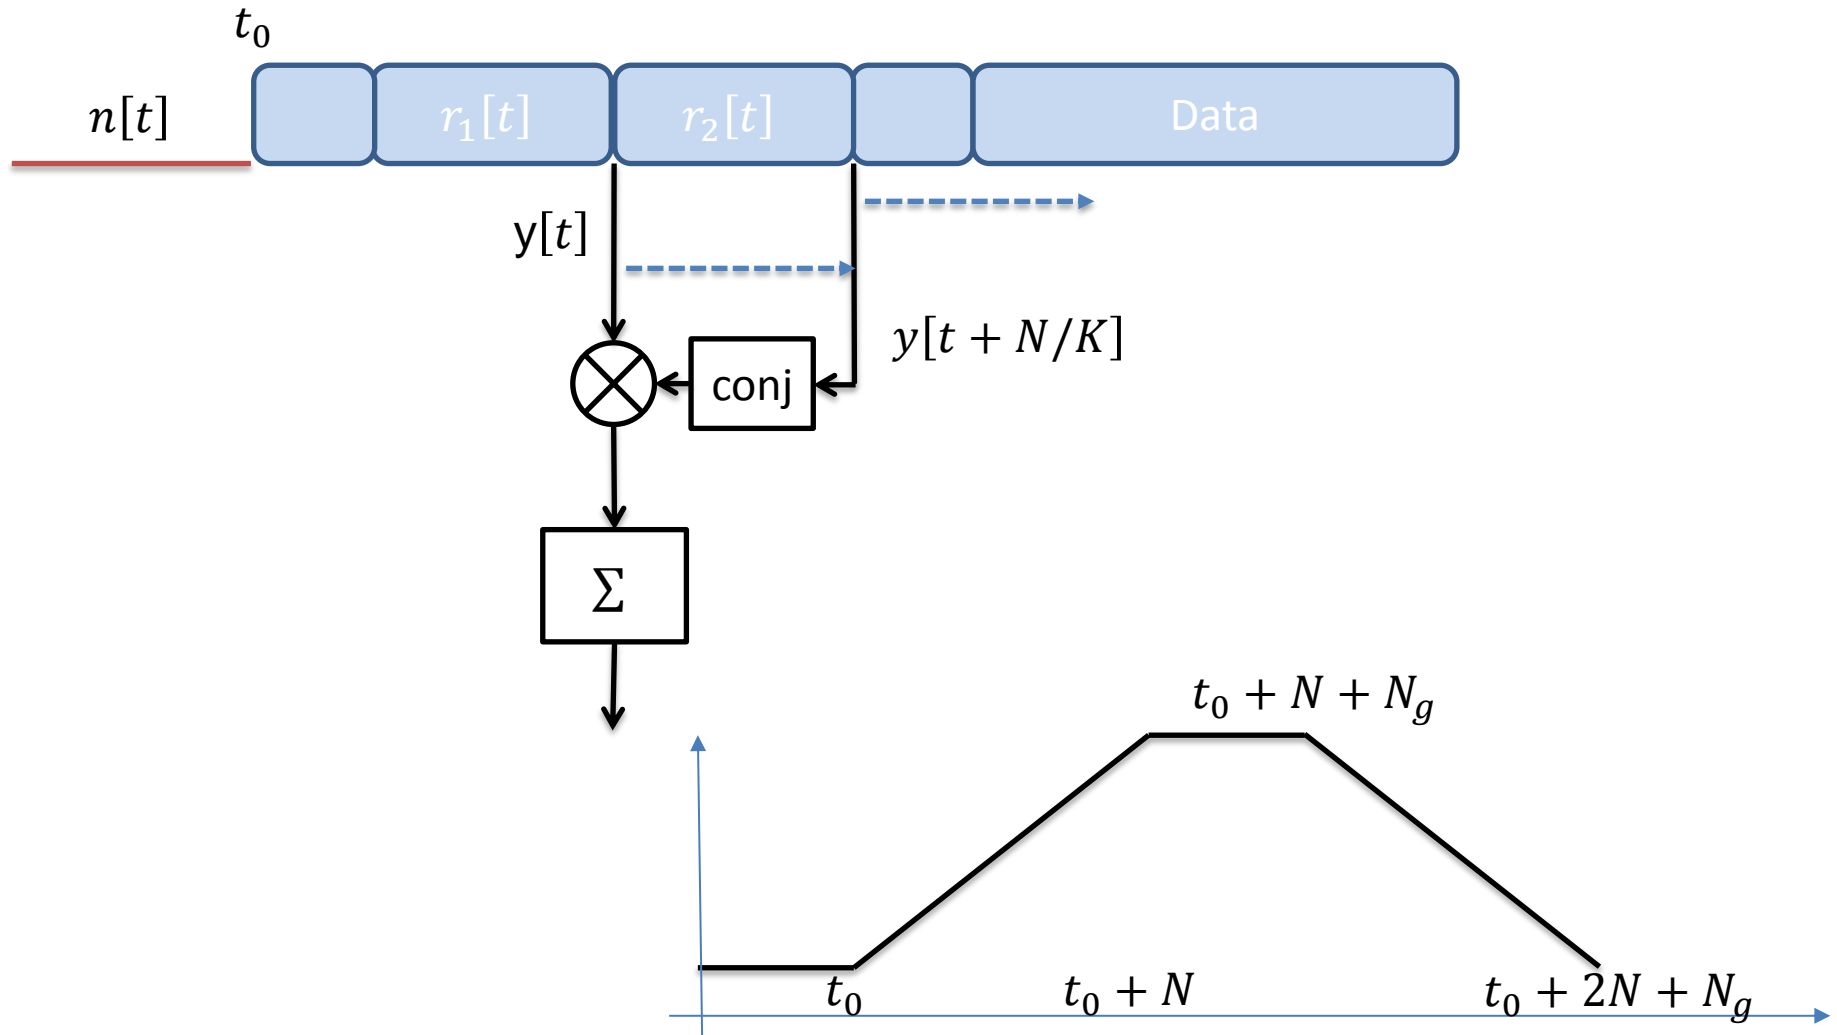 t₀
n[t] r₁[t] r₂[t] Data
y[t]
y[t + N/K]
conj
Σ
t₀ + N + N_g
t₀ t₀ + N t₀ + 2N + N_g